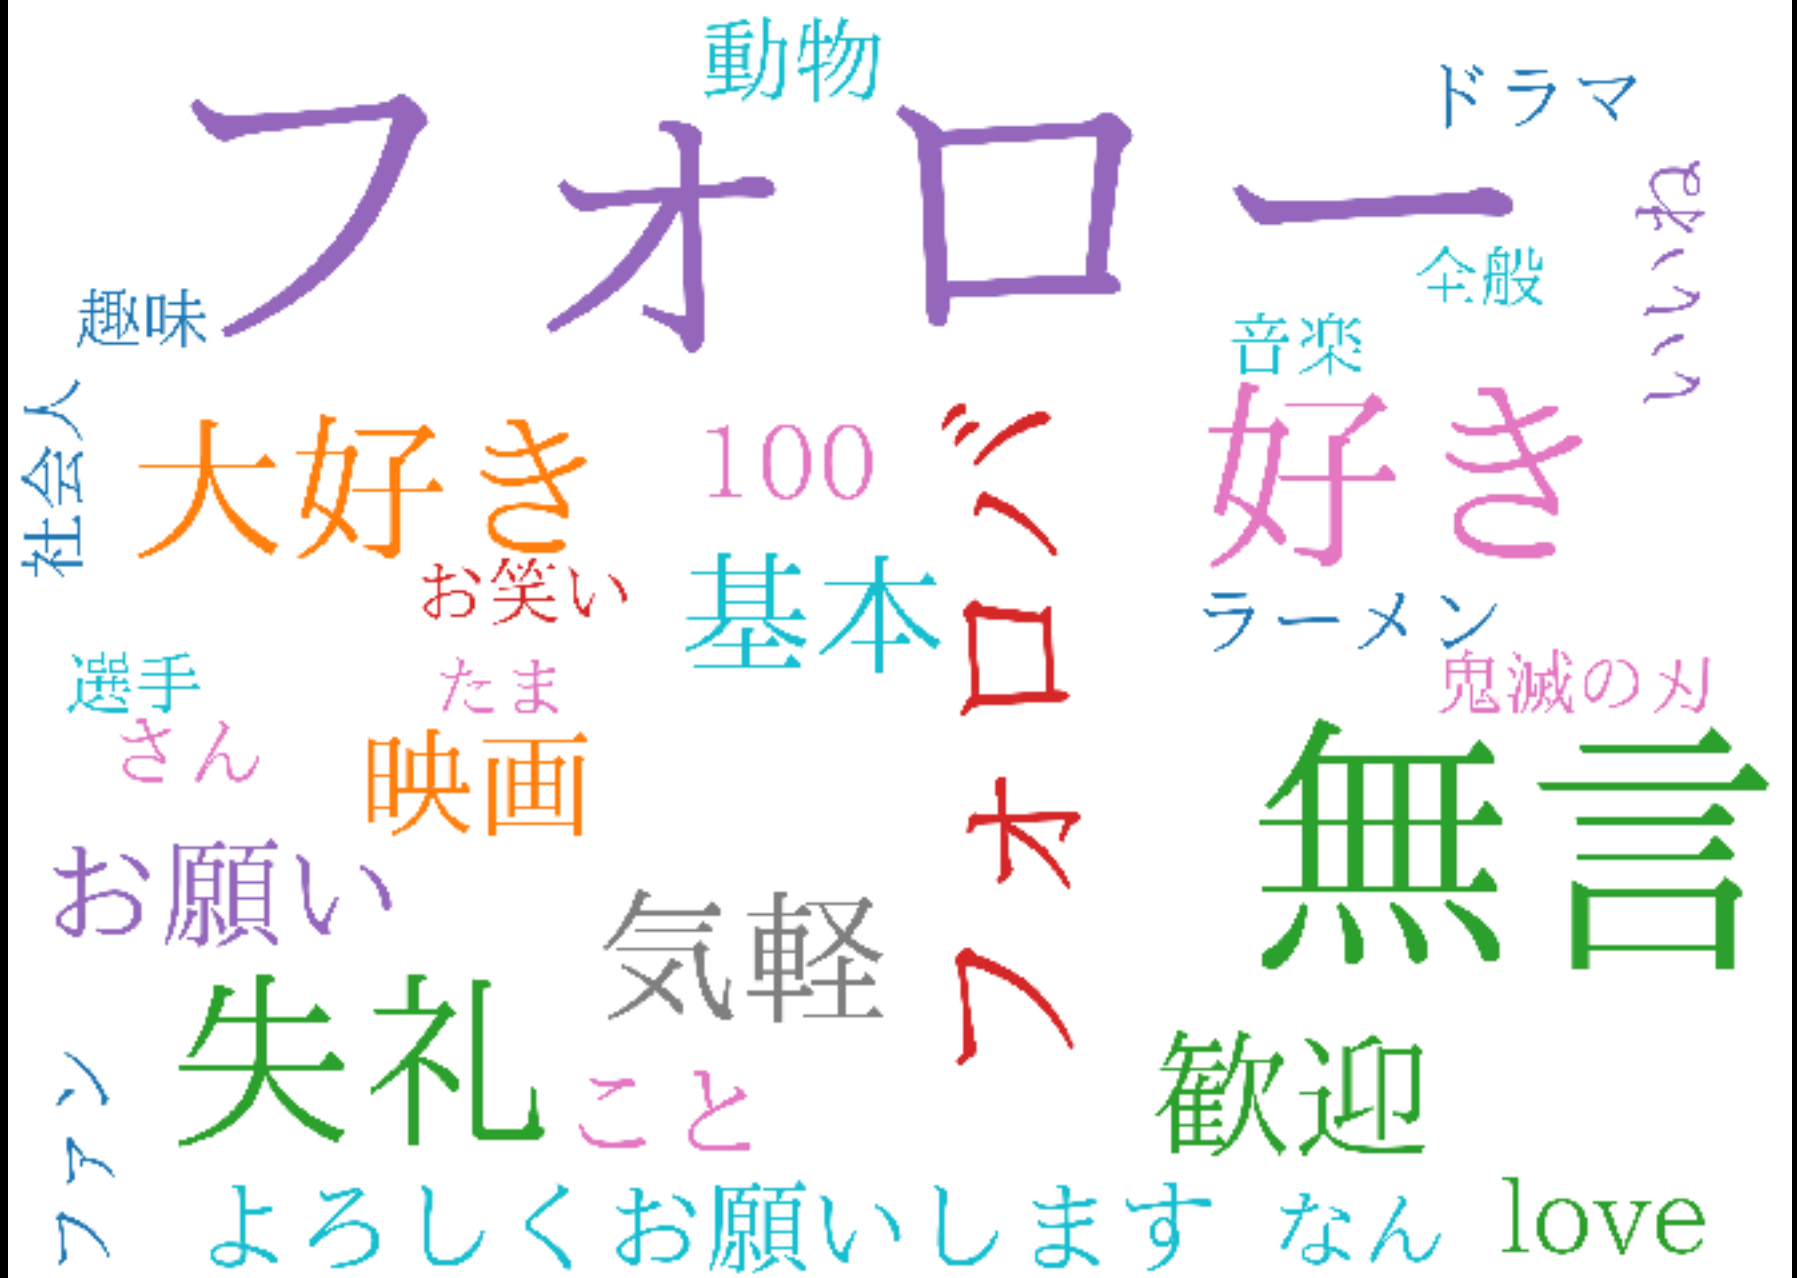 動物
ドラマ
フォロー
いいいね
全般
趣味
音楽
社会人
大好き
100
フォロバ
好き
お笑い
基本
ラーメン
選手
たま
鬼滅の刃
さん
映画
無言
お願い
気軽
失礼
歓迎
ファン
こと
よろしくお願いします
なん
love